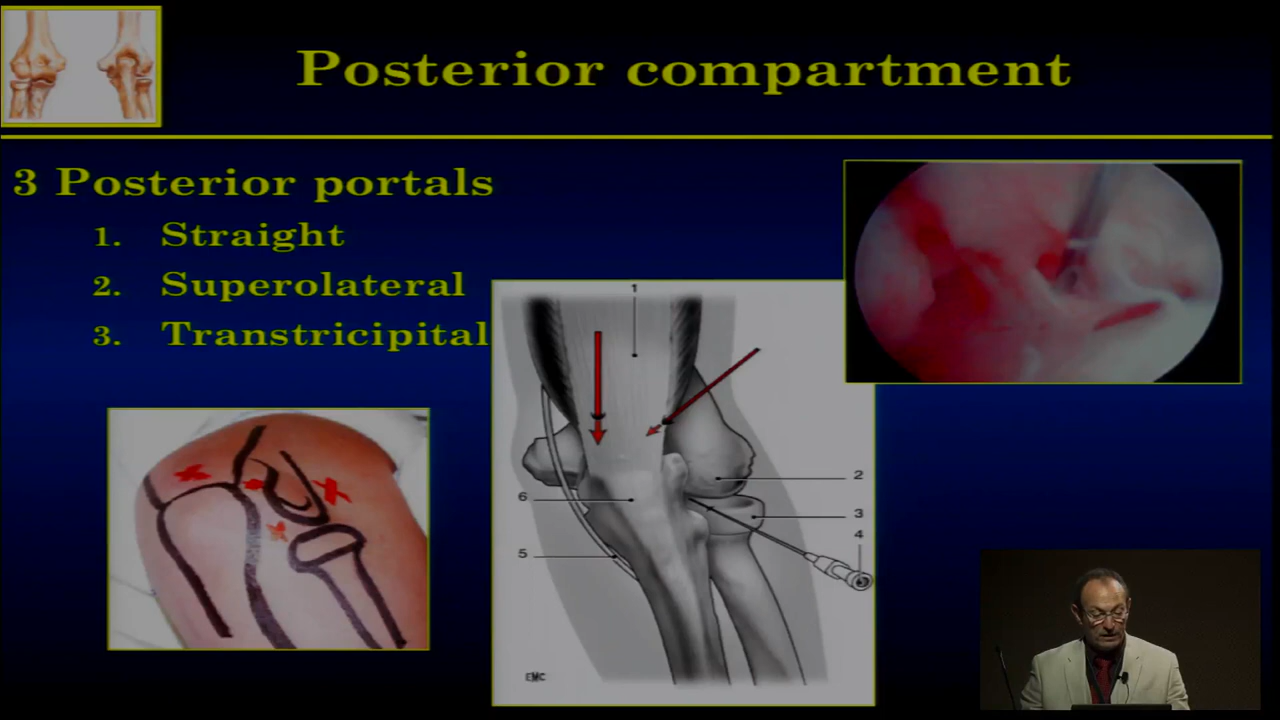 Posterior compartment
3 Posterior portals
1. Straight
2. Superolateral
3. Transtricipital
1
2
3
4
6
5
EMC